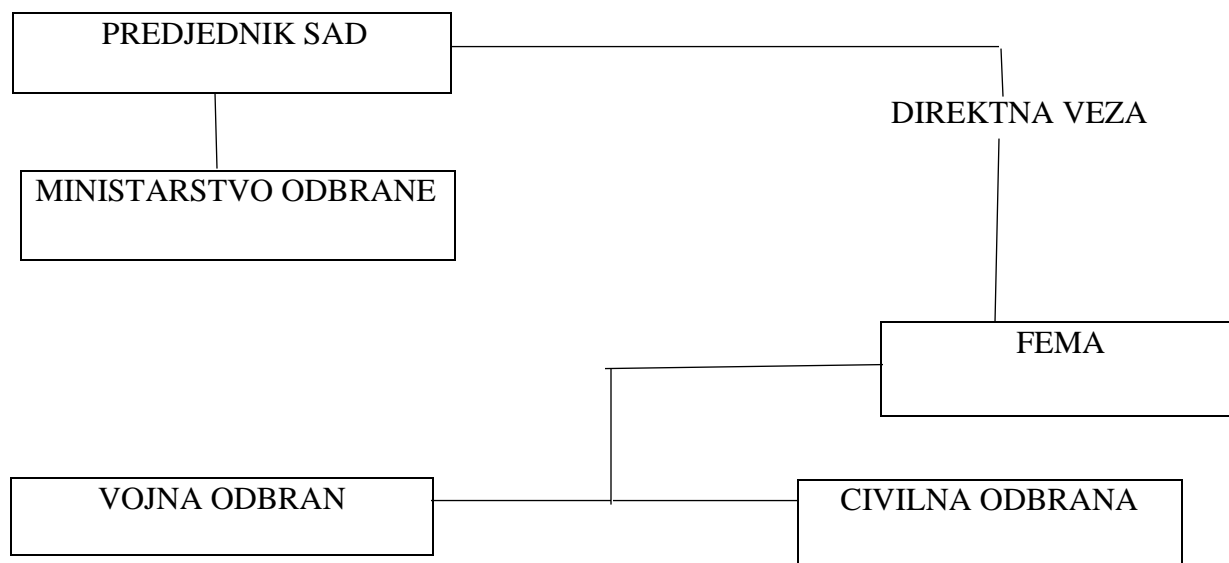 PREDJEDNIK SAD
DIREKTNA VEZA
MINISTARSTVO ODBRANE
FEMA
VOJNA ODBRAN
CIVILNA ODBRANA